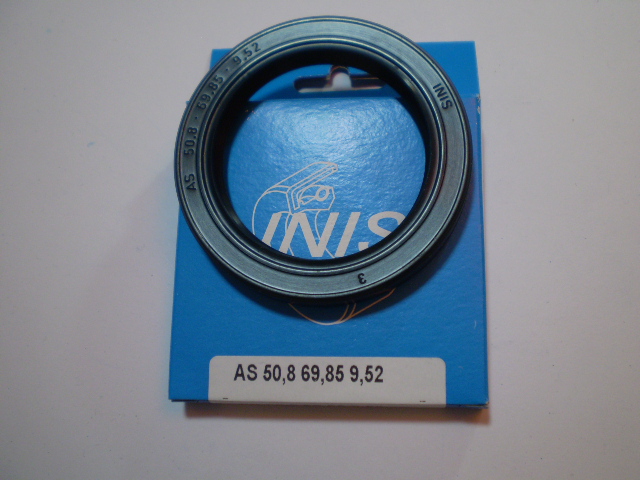 AS 50,8 - 69,85 - 9,52
INIS
3
INIS
AS 50,8 69,85 9,52